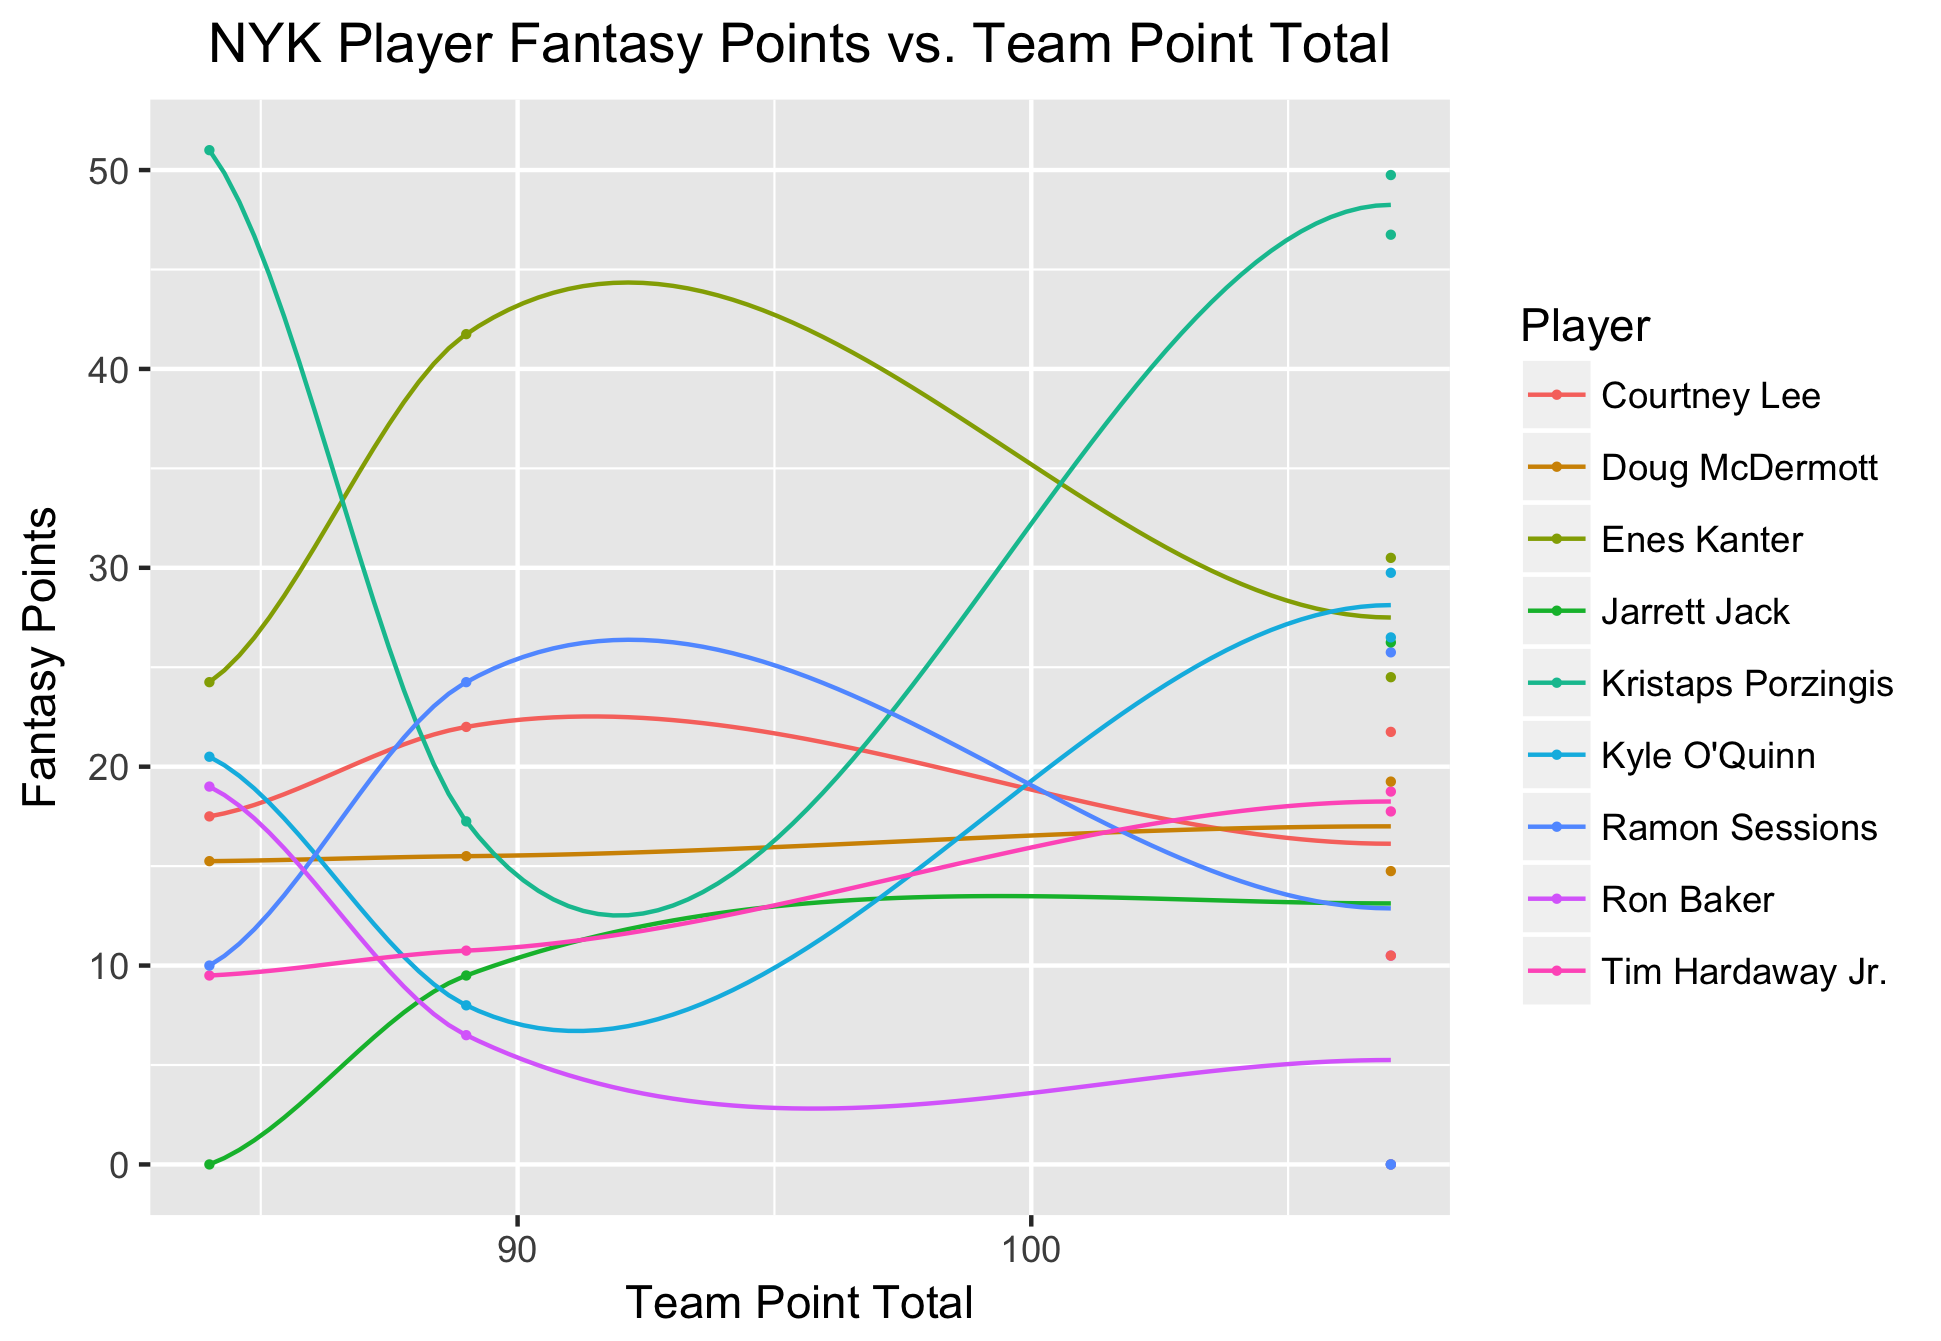 NYK Player Fantasy Points vs. Team Point Total
50
40
30
20
10
0
Fantasy Points
90
100
Team Point Total
Player
Courtney Lee
Doug McDermott
Enes Kanter
Jarrett Jack
Kristaps Porzingis
Kyle O'Quinn
Ramon Sessions
Ron Baker
Tim Hardaway Jr.